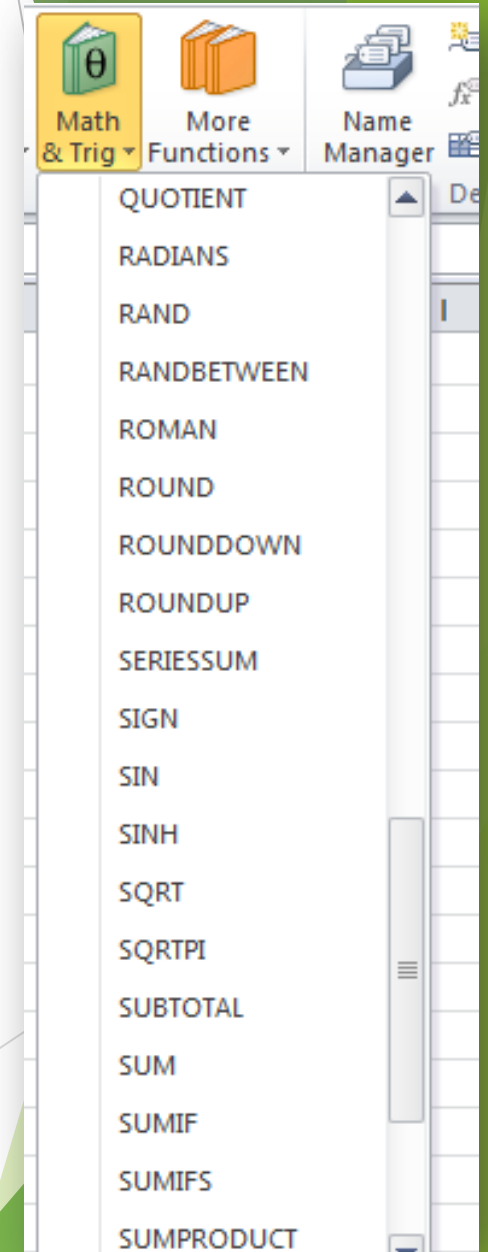 θ
Math & Trig
More Functions
Name Manager
fx
De
QUOTIENT
I
RADIANS
RAND
RANDBETWEEN
ROMAN
ROUND
ROUNDDOWN
ROUNDUP
SERIESSUM
SIGN
SIN
SINH
SQRT
SQRTPI
SUBTOTAL
SUM
SUMIF
SUMIFS
SUMPRODUCT